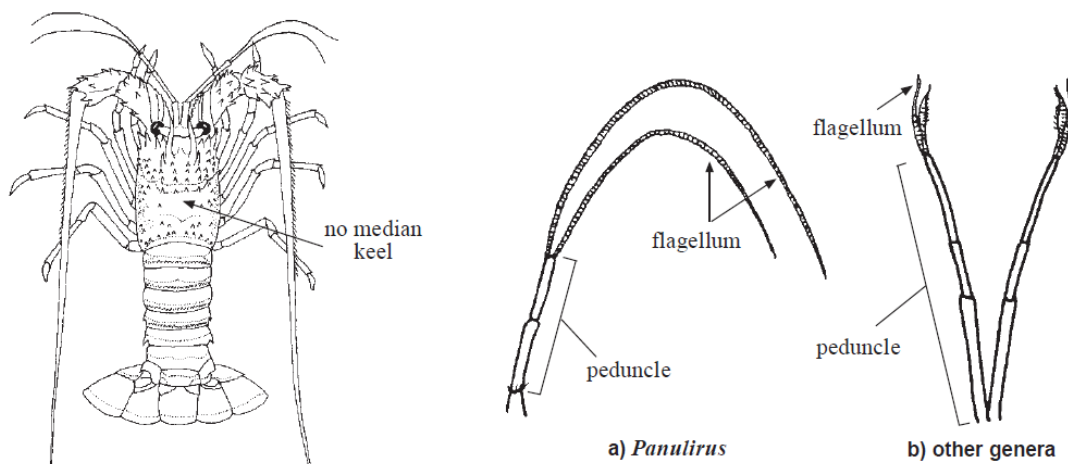 no median
keel
flagellum
peduncle
a) Panulirus
flagellum
peduncle
b) other genera